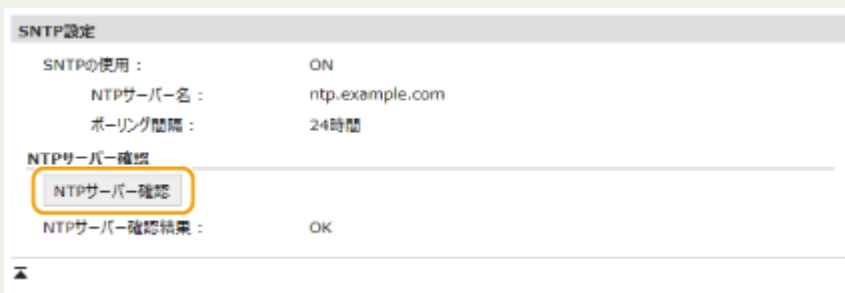 SNTP設定
SNTPの使用： ON
NTPサーバー名： ntp.example.com
ポーリング間隔： 24時間
NTPサーバー確認
NTPサーバー確認
NTPサーバー確認結果： OK